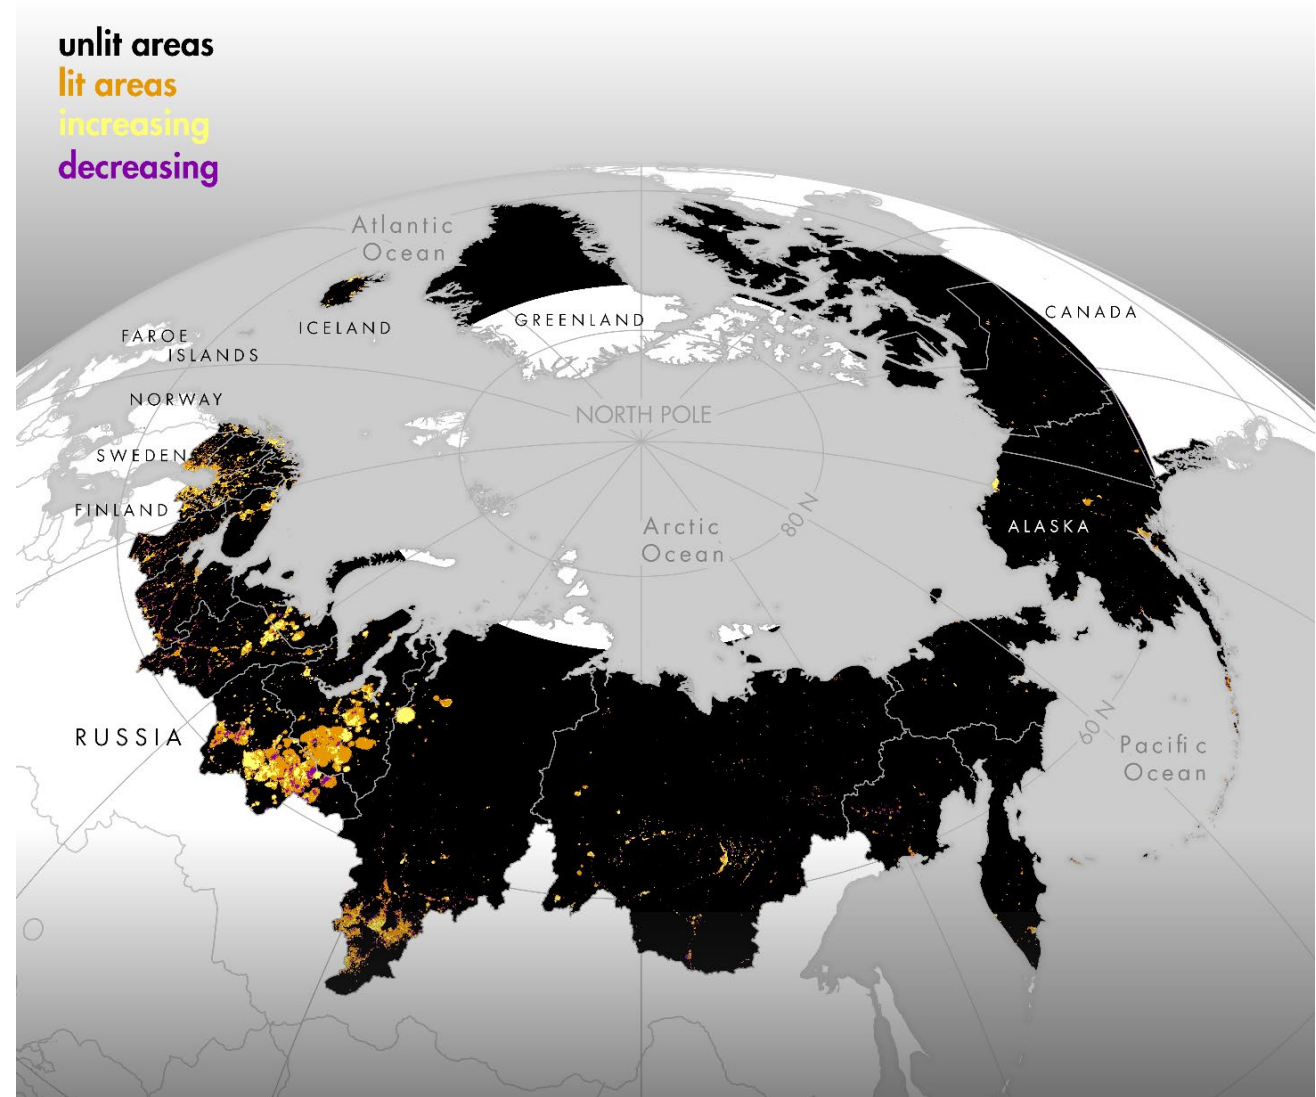 unlit areas
lit areas
increasing
decreasing
Atlantic
Ocean
ICELAND
GREENLAND
CANADA
FAROE
ISLANDS
NORWAY
NORTH POLE
SWEDEN
FINLAND
80 N
Arctic
Ocean
ALASKA
RUSSIA
60 N
Pacific
Ocean